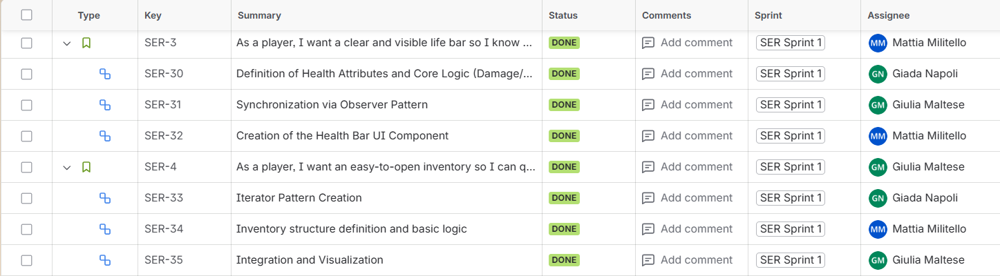 Type Key Summary Status Comments Sprint Assignee
SER-3 As a player, I want a clear and visible life bar so I know ... DONE Add comment SER Sprint 1 MM Mattia Militello
SER-30 Definition of Health Attributes and Core Logic (Damage/... DONE Add comment SER Sprint 1 GN Giada Napoli
SER-31 Synchronization via Observer Pattern DONE Add comment SER Sprint 1 GM Giulia Maltese
SER-32 Creation of the Health Bar UI Component DONE Add comment SER Sprint 1 MM Mattia Militello
SER-4 As a player, I want an easy-to-open inventory so I can q... DONE Add comment SER Sprint 1 GM Giulia Maltese
SER-33 Iterator Pattern Creation DONE Add comment SER Sprint 1 GN Giada Napoli
SER-34 Inventory structure definition and basic logic DONE Add comment SER Sprint 1 MM Mattia Militello
SER-35 Integration and Visualization DONE Add comment SER Sprint 1 GM Giulia Maltese